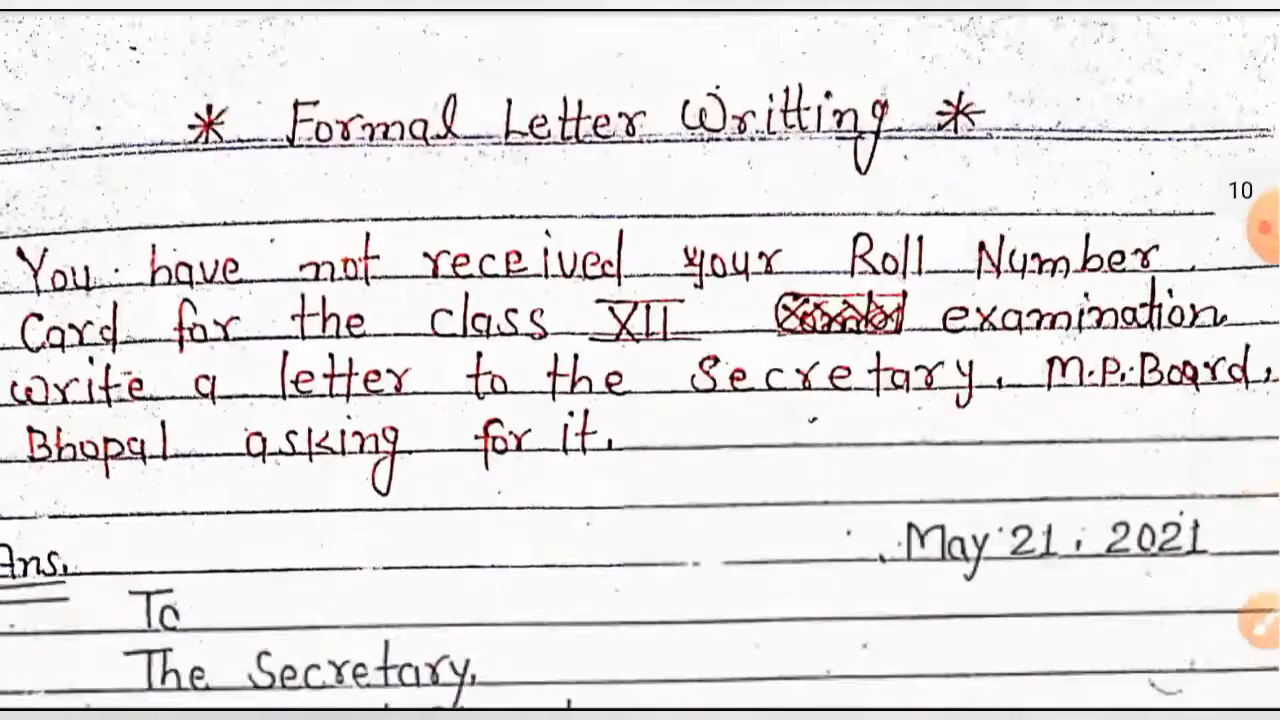 * Formal Letter Writting *
10
You have not received your Roll Number
Card for the class XII examination
write a letter to the Secretary, M.P. Board,
Bhopal asking for it.
May 21, 2021
Ans.
To
The Secretary,